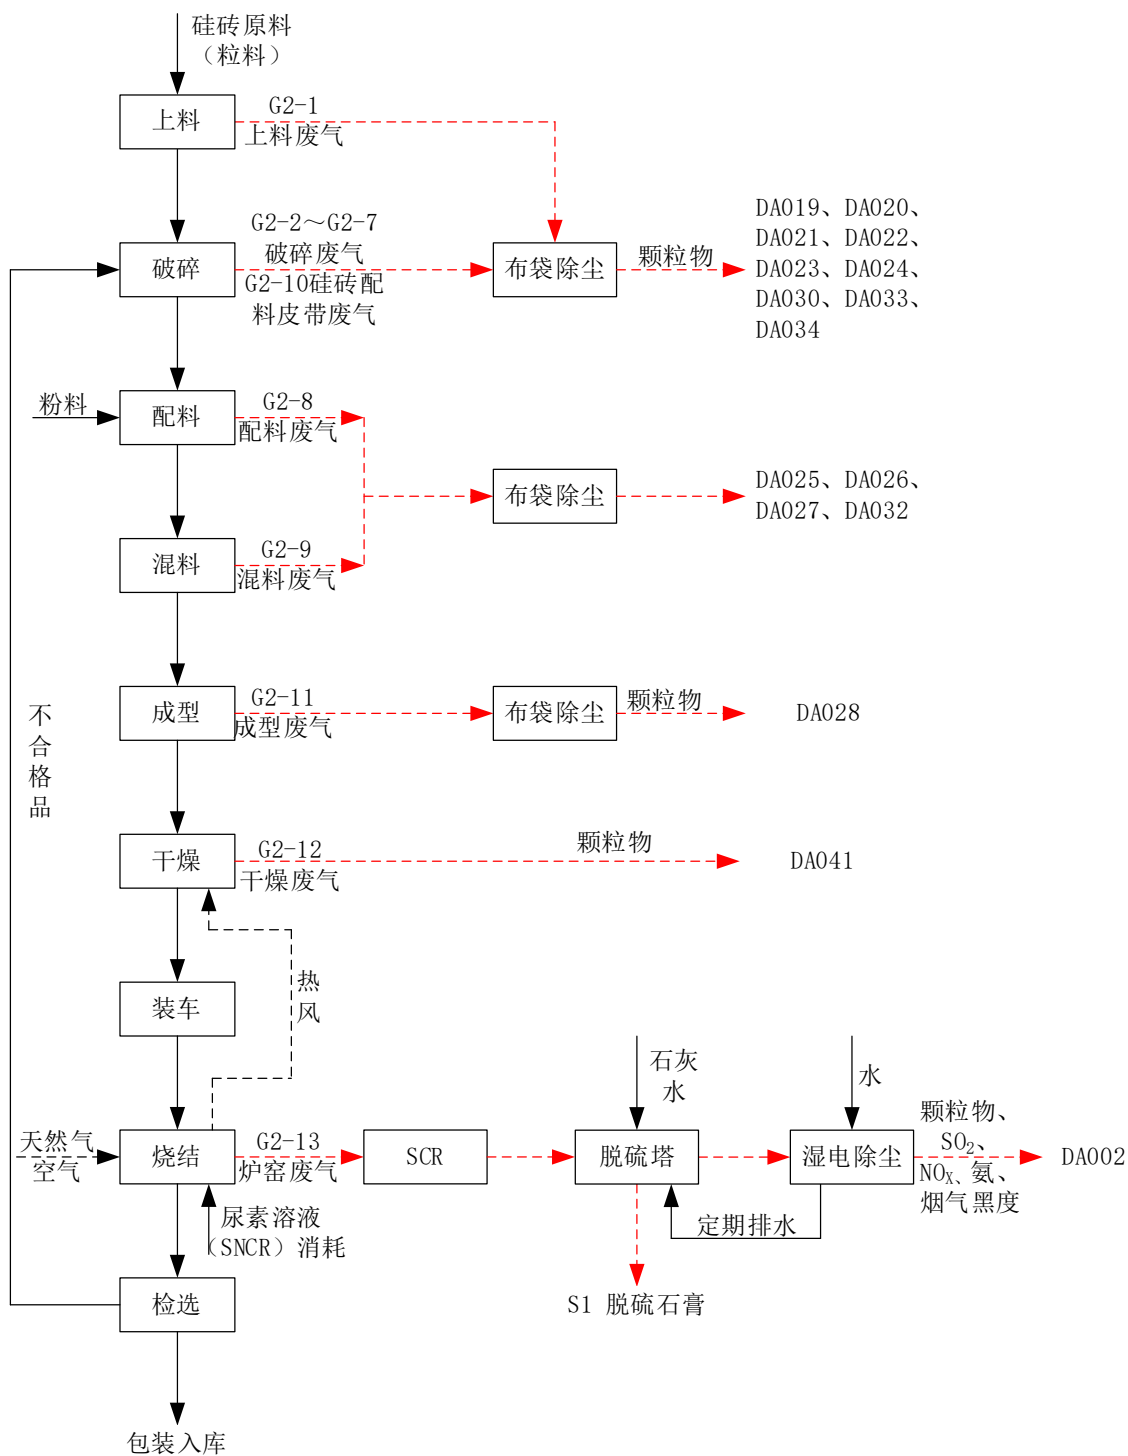 硅砖原料
（粒料）
上料
G2-1
上料废气
破碎
G2-2～G2-7
破碎废气
G2-10硅砖配
料皮带废气
布袋除尘
颗粒物
DA019、DA020、
DA021、DA022、
DA023、DA024、
DA030、DA033、
DA034
粉料
配料
G2-8
配料废气
布袋除尘
DA025、DA026、
DA027、DA032
混料
G2-9
混料废气
不
合
格
品
成型
G2-11
成型废气
布袋除尘
颗粒物
DA028
干燥
G2-12
干燥废气
颗粒物
DA041
热
风
装车
天然气
空气
烧结
G2-13
炉窑废气
SCR
石灰
水
脱硫塔
水
湿电除尘
颗粒物、
SO₂、
NOX、氨、
烟气黑度
DA002
尿素溶液
（SNCR）消耗
定期排水
S1 脱硫石膏
检选
包装入库